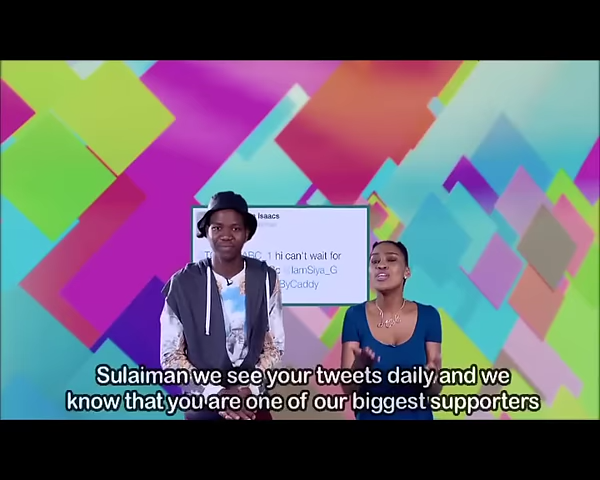 Isaacs
ABC_1 hi can't wait for
@IamSiya_G
ByCaddy
Sulaiman we see your tweets daily and we
know that you are one of our biggest supporters